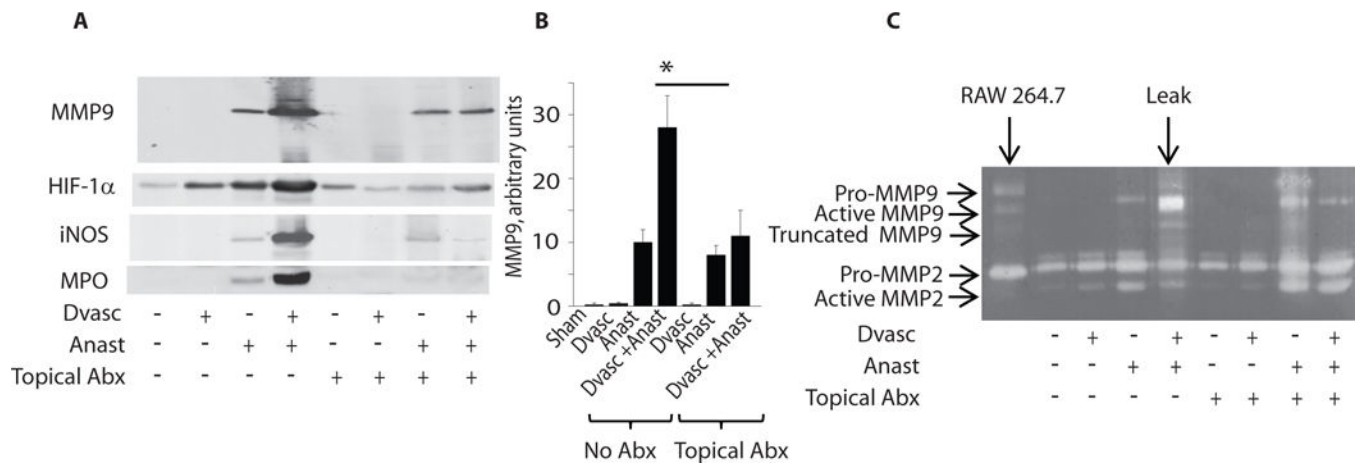 A
MMP9
HIF-1α
iNOS
MPO
Dvasc - + - + - + - +
Anast - - + + - - + +
Topical Abx - - - - + + + +
B
MMP9, arbitrary units
30
20
10
0
*
Sham
Dvasc
Anast
Dvasc +Anast
Dvasc
Anast
Dvasc +Anast
No Abx Topical Abx
C
RAW 264.7 Leak
Pro-MMP9
Active MMP9
Truncated MMP9
Pro-MMP2
Active MMP2
Dvasc - + - + - + - +
Anast - - + + - - + +
Topical Abx - - - - + + + +